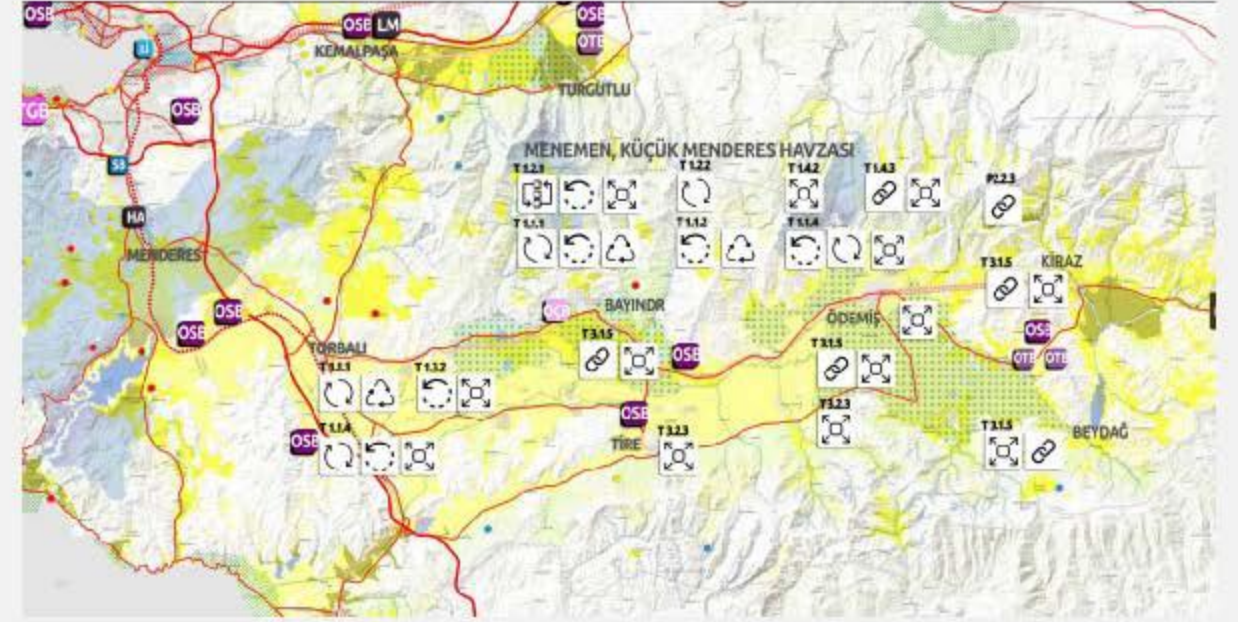 OSB
OSB LM
OSB
OTB
KEMALPAŞA
TURGUTLU
OSB
S3
HA
MENDERES
MENEMEN, KÜÇÜK MENDERES HAVZASI
T 1.2.1
T 1.2.2
T 1.4.2
T 1.4.3
P2.2.3
T 1.1.1
T 1.1.2
T 1.1.4
T 3.1.5
KİRAZ
OSB
OSB
BAYINDR
ÖDEMİŞ
OSB
OTB OTB
TORBALI
T 3.1.5
OSB
T 3.1.5
T 1.1.1
T 1.1.2
OSB
T 3.2.3
OSB
T 1.1.4
TİRE
T 3.2.3
T 3.1.5
BEYDAĞ